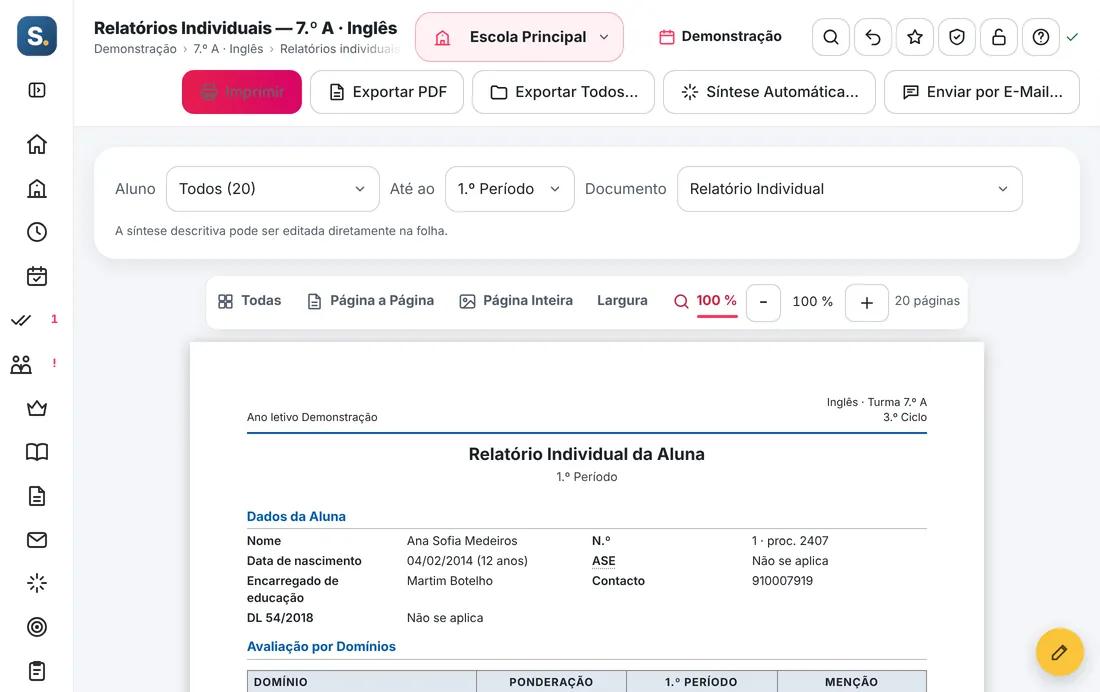 S.
Relatórios Individuais — 7.º A · Inglês
Demonstração › 7.º A · Inglês › Relatórios individuais
Escola Principal
Demonstração
Imprimir
Exportar PDF
Exportar Todos...
Síntese Automática...
Enviar por E-Mail...
1
!
Aluno
Todos (20)
Até ao
1.º Período
Documento
Relatório Individual
A síntese descritiva pode ser editada diretamente na folha.
Todas
Página a Página
Página Inteira
Largura
100 %
-
100 %
+
20 páginas
Inglês · Turma 7.º A
Ano letivo Demonstração
3.º Ciclo
Relatório Individual da Aluna
1.º Período
Dados da Aluna
Nome Ana Sofia Medeiros N.º 1 · proc. 2407
Data de nascimento 04/02/2014 (12 anos) ASE Não se aplica
Encarregado de educação Martim Botelho Contacto 910007919
DL 54/2018 Não se aplica
Avaliação por Domínios
DOMÍNIO PONDERAÇÃO 1.º PERÍODO MENÇÃO